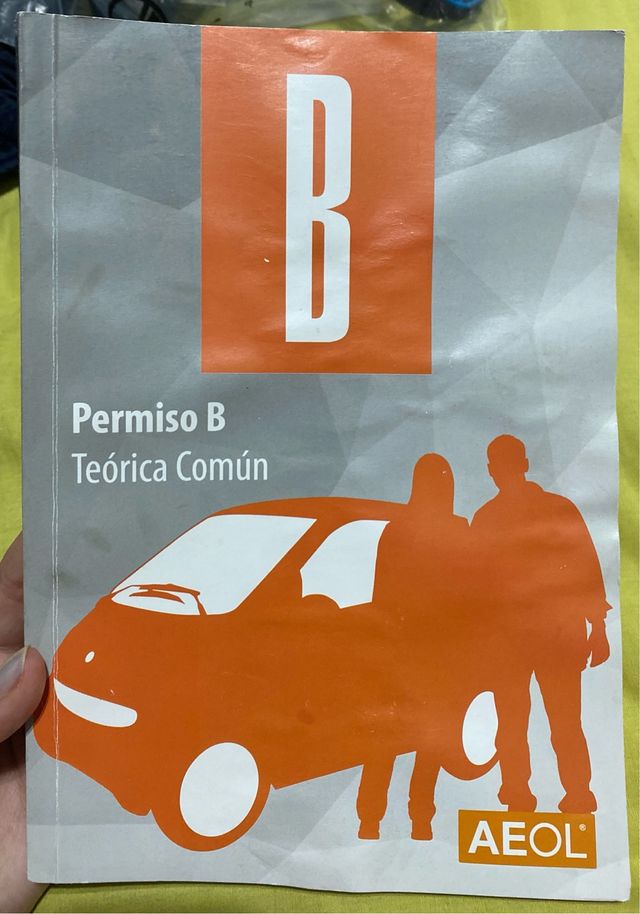 B
Permiso B
Teórica Común
AEOL®